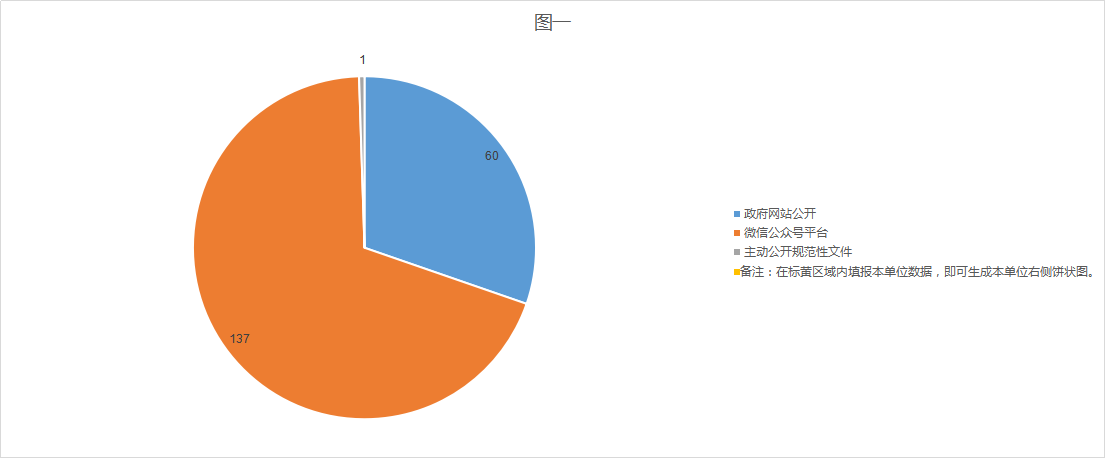 图一
1
60
137
政府网站公开
微信公众号平台
主动公开规范性文件
备注：在标黄区域内填报本单位数据，即可生成本单位右侧饼状图。